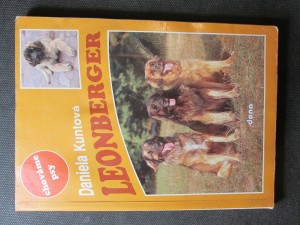 chováme
psy
Daniela Kuntová
LEONBERGER
dona